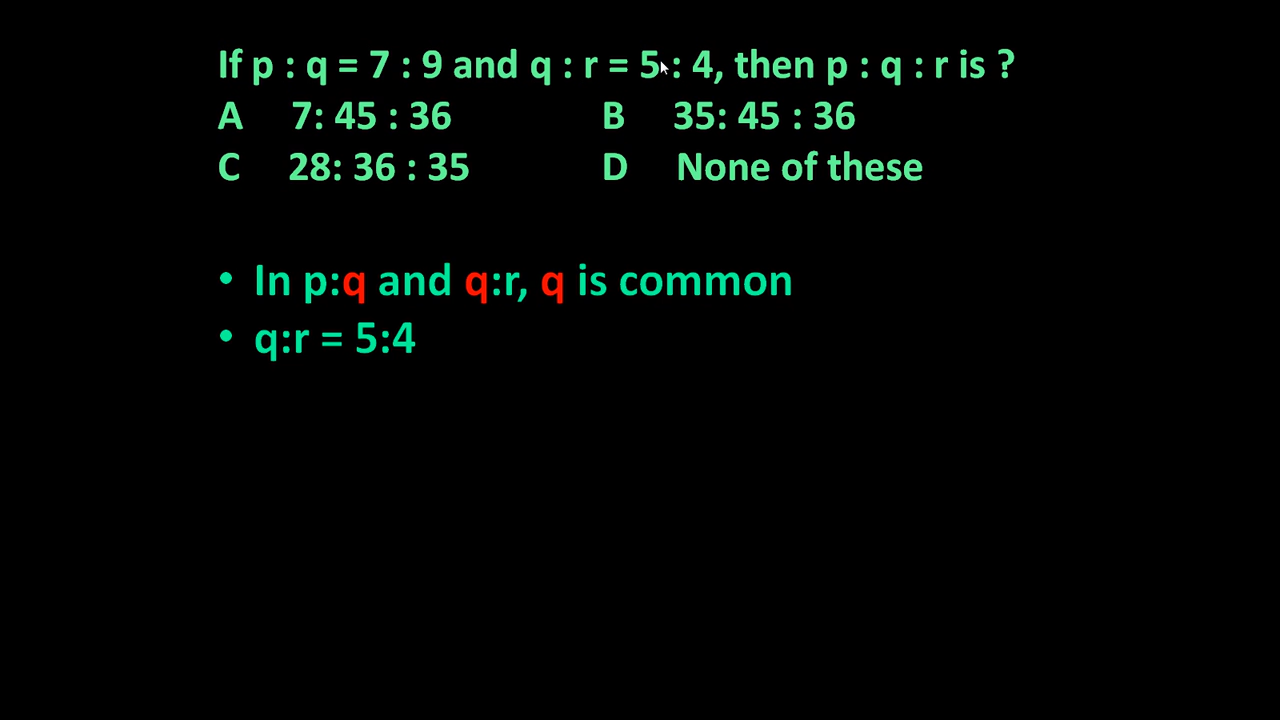 If p : q = 7 : 9 and q : r = 5 : 4, then p : q : r is ?
A 7: 45 : 36 B 35: 45 : 36
C 28: 36 : 35 D None of these
• In p:q and q:r, q is common
• q:r = 5:4